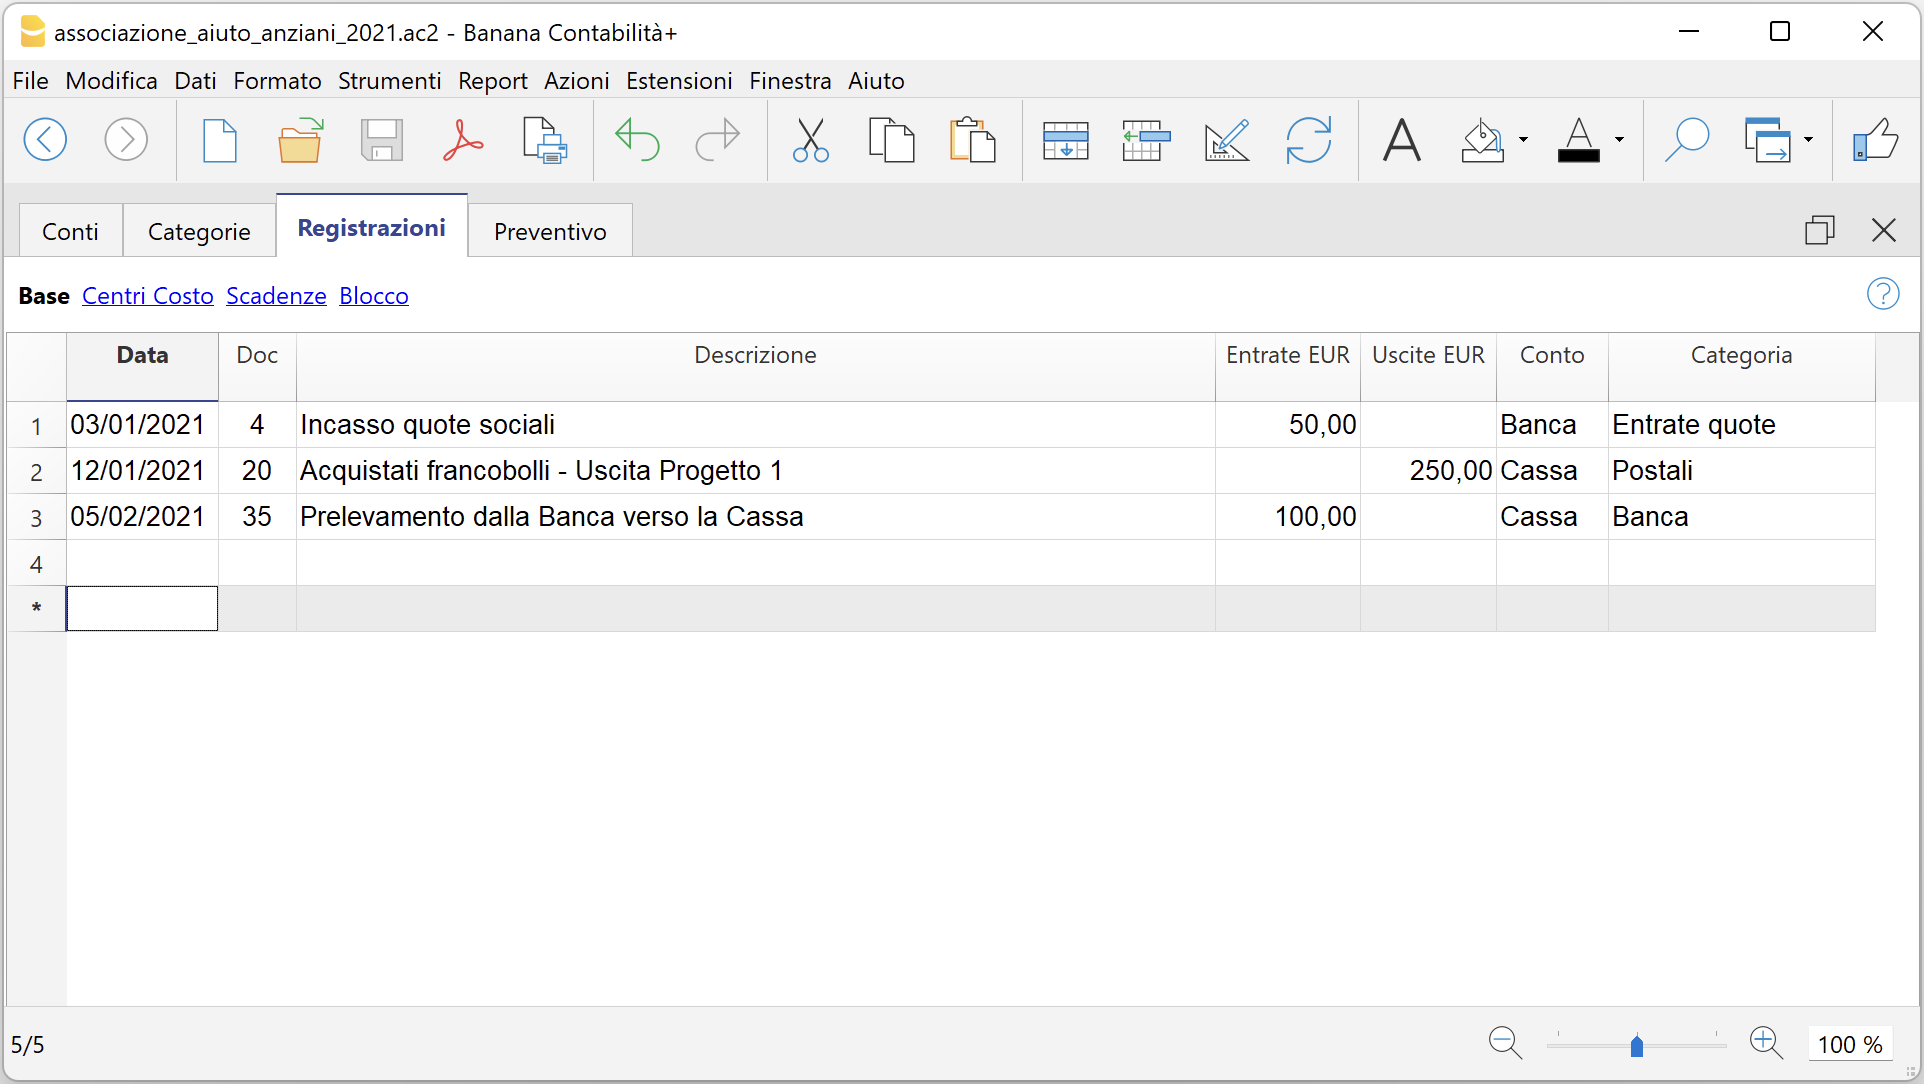 associazione_aiuto_anziani_2021.ac2 - Banana Contabilità+
File Modifica Dati Formato Strumenti Report Azioni Estensioni Finestra Aiuto
Conti Categorie Registrazioni Preventivo
Base Centri Costo Scadenze Blocco
Data Doc Descrizione Entrate EUR Uscite EUR Conto Categoria
1 03/01/2021 4 Incasso quote sociali 50,00 Banca Entrate quote
2 12/01/2021 20 Acquistati francobolli - Uscita Progetto 1 250,00 Cassa Postali
3 05/02/2021 35 Prelevamento dalla Banca verso la Cassa 100,00 Cassa Banca
4
*
5/5 100 %